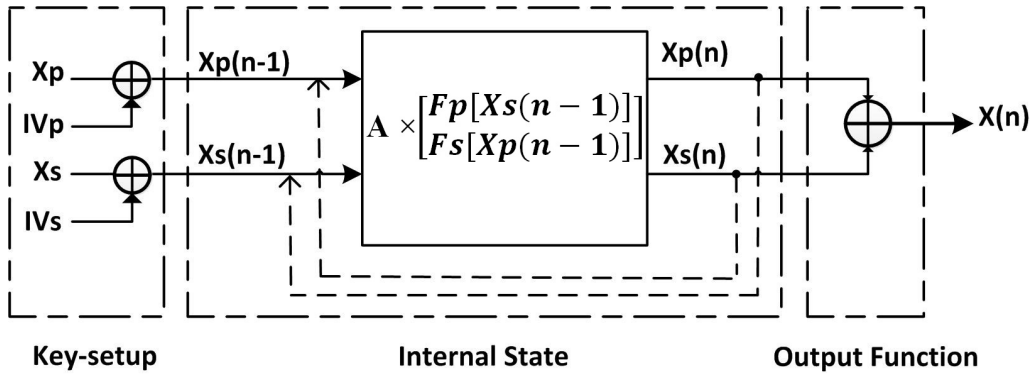 Xp
IVp
Xs
IVs
Xp(n-1)
Xs(n-1)
A × [Fp[Xs(n − 1)]]
[Fs[Xp(n − 1)]]
Xp(n)
Xs(n)
X(n)
Key-setup
Internal State
Output Function